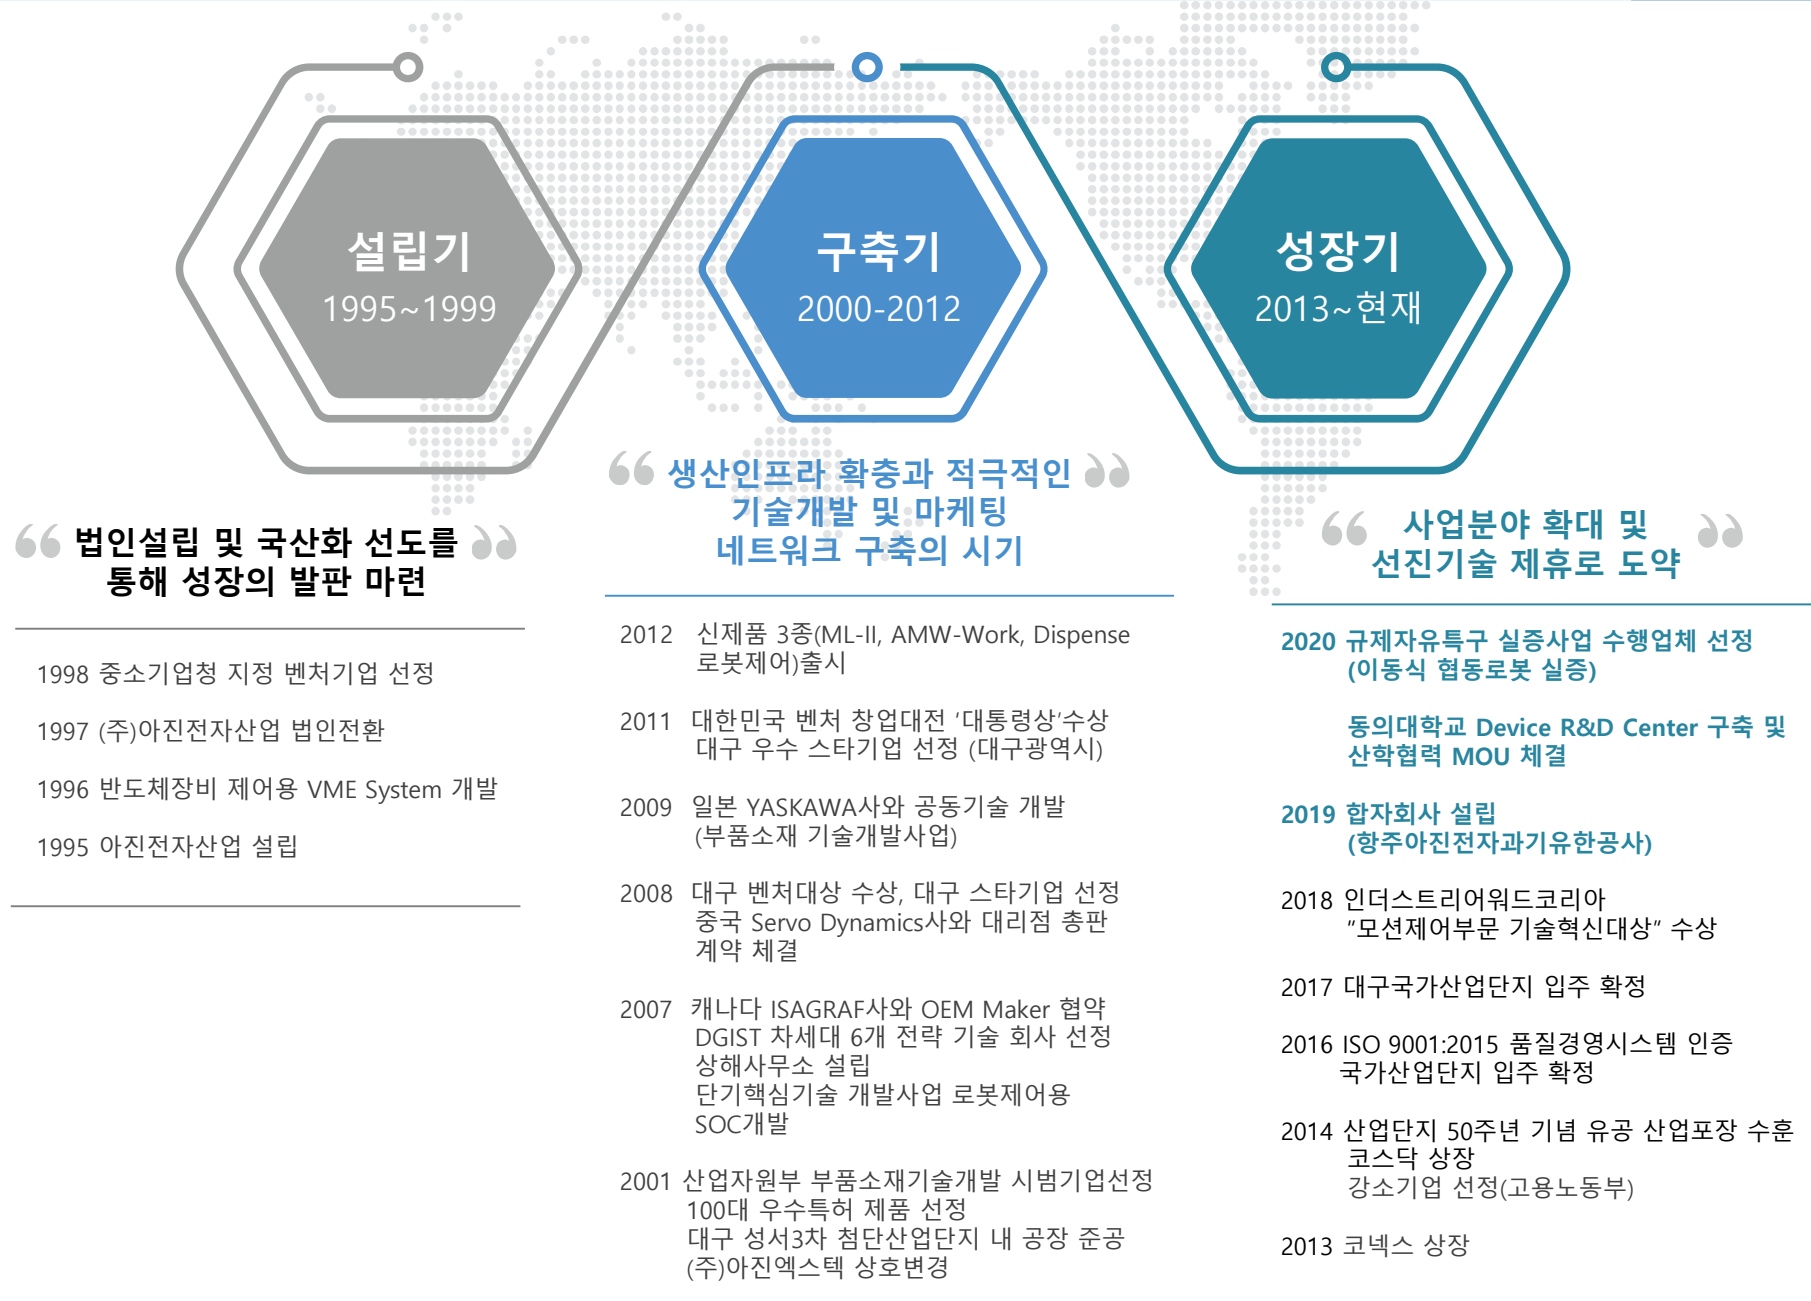 설립기
1995~1999
구축기
2000-2012
성장기
2013~현재
“ 법인설립 및 국산화 선도를 ”
통해 성장의 발판 마련
1998 중소기업청 지정 벤처기업 선정
1997 (주)아진전자산업 법인전환
1996 반도체장비 제어용 VME System 개발
1995 아진전자산업 설립
“ 생산인프라 확충과 적극적인 ”
기술개발 및 마케팅
네트워크 구축의 시기
2012 신제품 3종(ML-II, AMW-Work, Dispense
로봇제어)출시
2011 대한민국 벤처 창업대전 ‘대통령상’수상
대구 우수 스타기업 선정 (대구광역시)
2009 일본 YASKAWA사와 공동기술 개발
(부품소재 기술개발사업)
2008 대구 벤처대상 수상, 대구 스타기업 선정
중국 Servo Dynamics사와 대리점 총판
계약 체결
2007 캐나다 ISAGRAF사와 OEM Maker 협약
DGIST 차세대 6개 전략 기술 회사 선정
상해사무소 설립
단기핵심기술 개발사업 로봇제어용
SOC개발
2001 산업자원부 부품소재기술개발 시범기업선정
100대 우수특허 제품 선정
대구 성서3차 첨단산업단지 내 공장 준공
(주)아진엑스텍 상호변경
“ 사업분야 확대 및 ”
선진기술 제휴로 도약
2020 규제자유특구 실증사업 수행업체 선정
(이동식 협동로봇 실증)
동의대학교 Device R&D Center 구축 및
산학협력 MOU 체결
2019 합자회사 설립
(항주아진전자과기유한공사)
2018 인더스트리어워드코리아
“모션제어부문 기술혁신대상” 수상
2017 대구국가산업단지 입주 확정
2016 ISO 9001:2015 품질경영시스템 인증
국가산업단지 입주 확정
2014 산업단지 50주년 기념 유공 산업포장 수훈
코스닥 상장
강소기업 선정(고용노동부)
2013 코넥스 상장